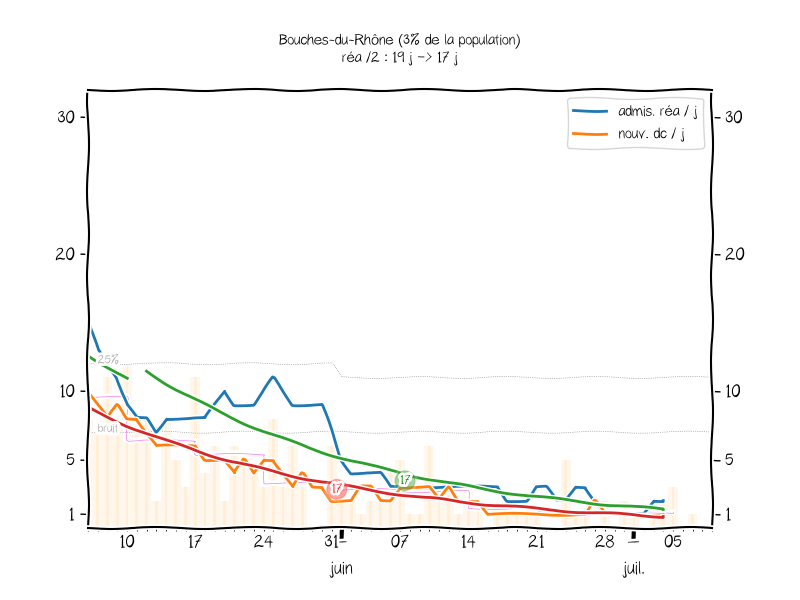 Bouches-du-Rhône (3% de la population)
réa /2 : 19 j -> 17 j
admis. réa / j
nouv. dc / j
30
30
20
20
25%
10
10
bruit
5
5
17
17
1
1
10 17 24 31 07 14 21 28 05
juin juil.